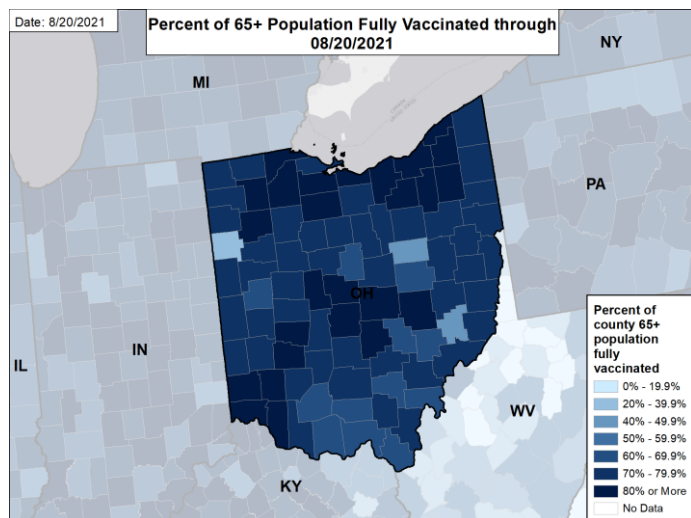 Date: 8/20/2021
Percent of 65+ Population Fully Vaccinated through
08/20/2021
NY
MI
PA
OH
IN
IL
WV
KY
Percent of
county 65+
population
fully
vaccinated
0% - 19.9%
20% - 39.9%
40% - 49.9%
50% - 59.9%
60% - 69.9%
70% - 79.9%
80% or More
No Data